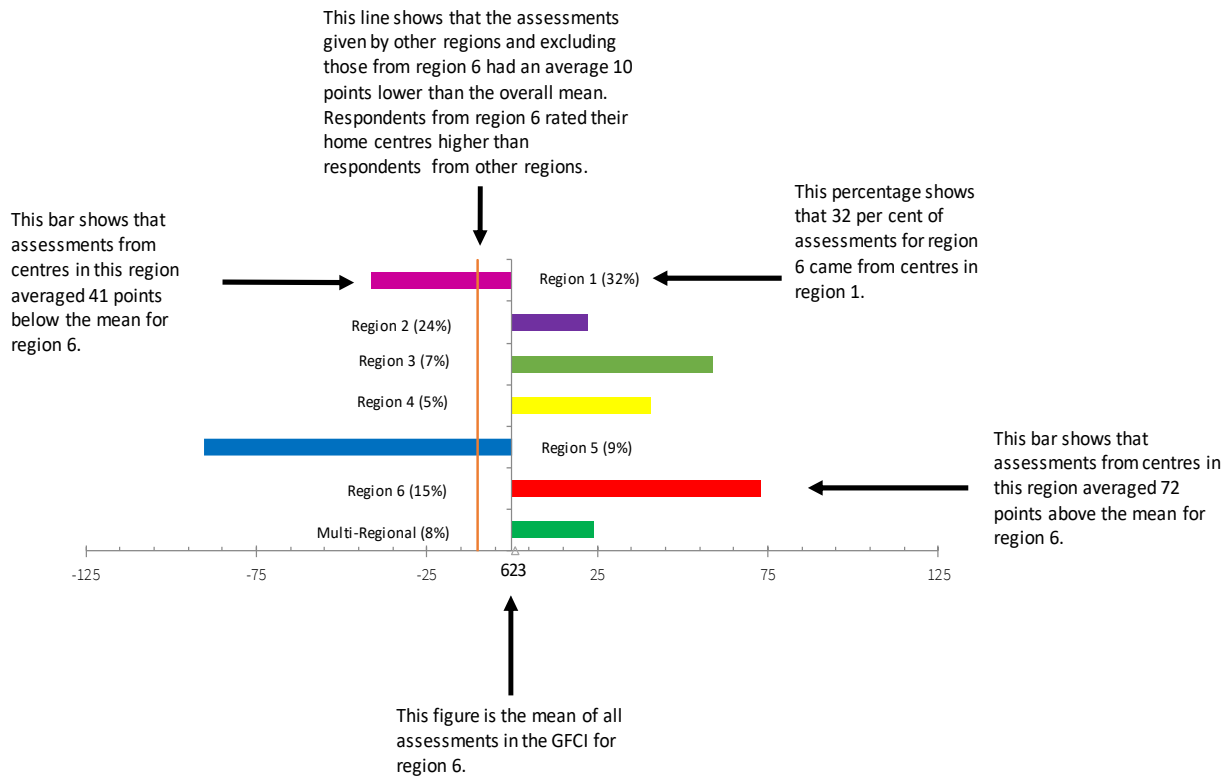 This line shows that the assessments
given by other regions and excluding
those from region 6 had an average 10
points lower than the overall mean.
Respondents from region 6 rated their
home centres higher than
respondents from other regions.
This percentage shows
that 32 per cent of
assessments for region
6 came from centres in
region 1.
This bar shows that
assessments from
centres in this region
averaged 41 points
below the mean for
region 6.
Region 1 (32%)
Region 2 (24%)
Region 3 (7%)
Region 4 (5%)
Region 5 (9%)
Region 6 (15%)
Multi-Regional (8%)
This bar shows that
assessments from centres in
this region averaged 72
points above the mean for
region 6.
-125 -75 -25 623 25 75 125
This figure is the mean of all
assessments in the GFCI for
region 6.